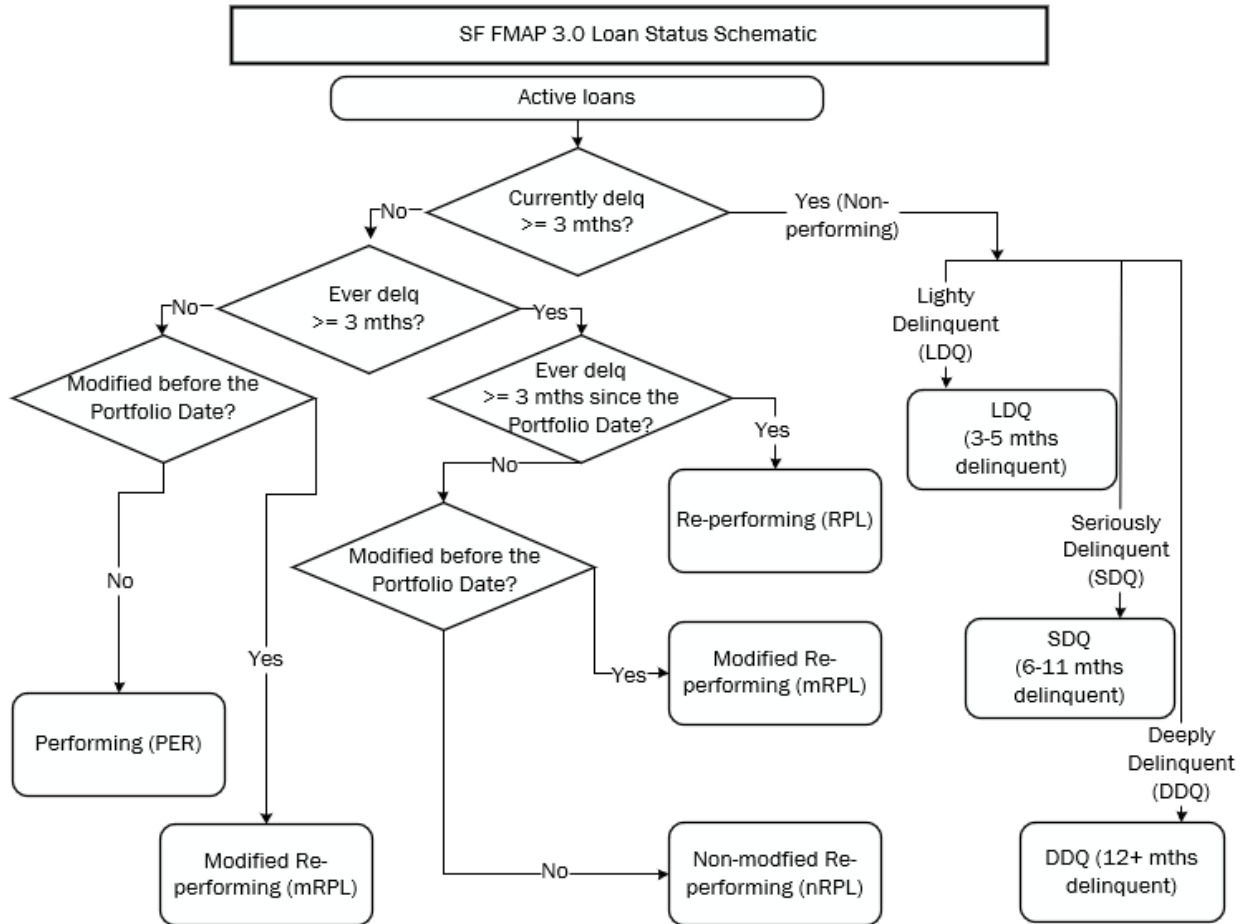 SF FMAP 3.0 Loan Status Schematic
Active loans
Currently delq
>= 3 mths?
No
Yes (Non-
performing)
Ever delq
>= 3 mths?
No
Yes
Lighty
Delinquent
(LDQ)
Modified before the
Portfolio Date?
Ever delq
>= 3 mths since the
Portfolio Date?
Yes
LDQ
(3-5 mths
delinquent)
No
Re-performing (RPL)
Modified before the
Portfolio Date?
Seriously
Delinquent
(SDQ)
No
Yes
Yes
Modified Re-
performing (mRPL)
SDQ
(6-11 mths
delinquent)
Performing (PER)
Deeply
Delinquent
(DDQ)
Modified Re-
performing (mRPL)
No
Non-modfied Re-
performing (nRPL)
DDQ (12+ mths
delinquent)